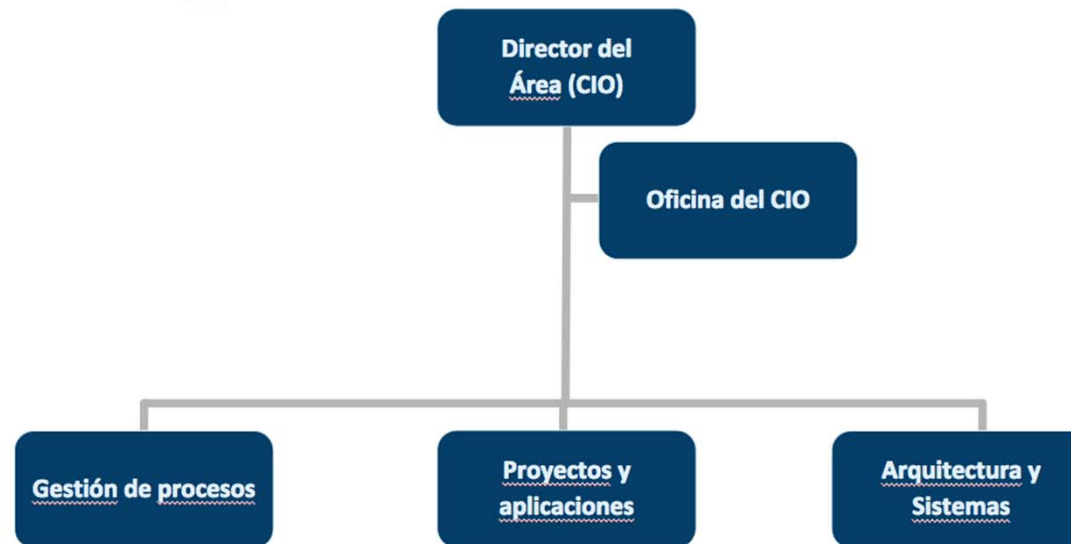 Director del
Área (CIO)
Oficina del CIO
Gestión de procesos
Proyectos y
aplicaciones
Arquitectura y
Sistemas